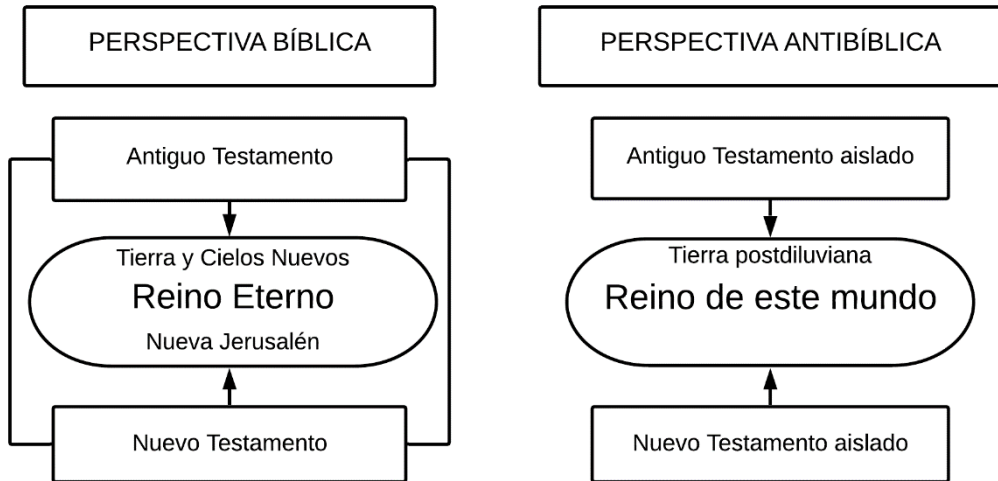 PERSPECTIVA BÍBLICA
Antiguo Testamento
Tierra y Cielos Nuevos
Reino Eterno
Nueva Jerusalén
Nuevo Testamento
PERSPECTIVA ANTIBÍBLICA
Antiguo Testamento aislado
Tierra postdiluviana
Reino de este mundo
Nuevo Testamento aislado